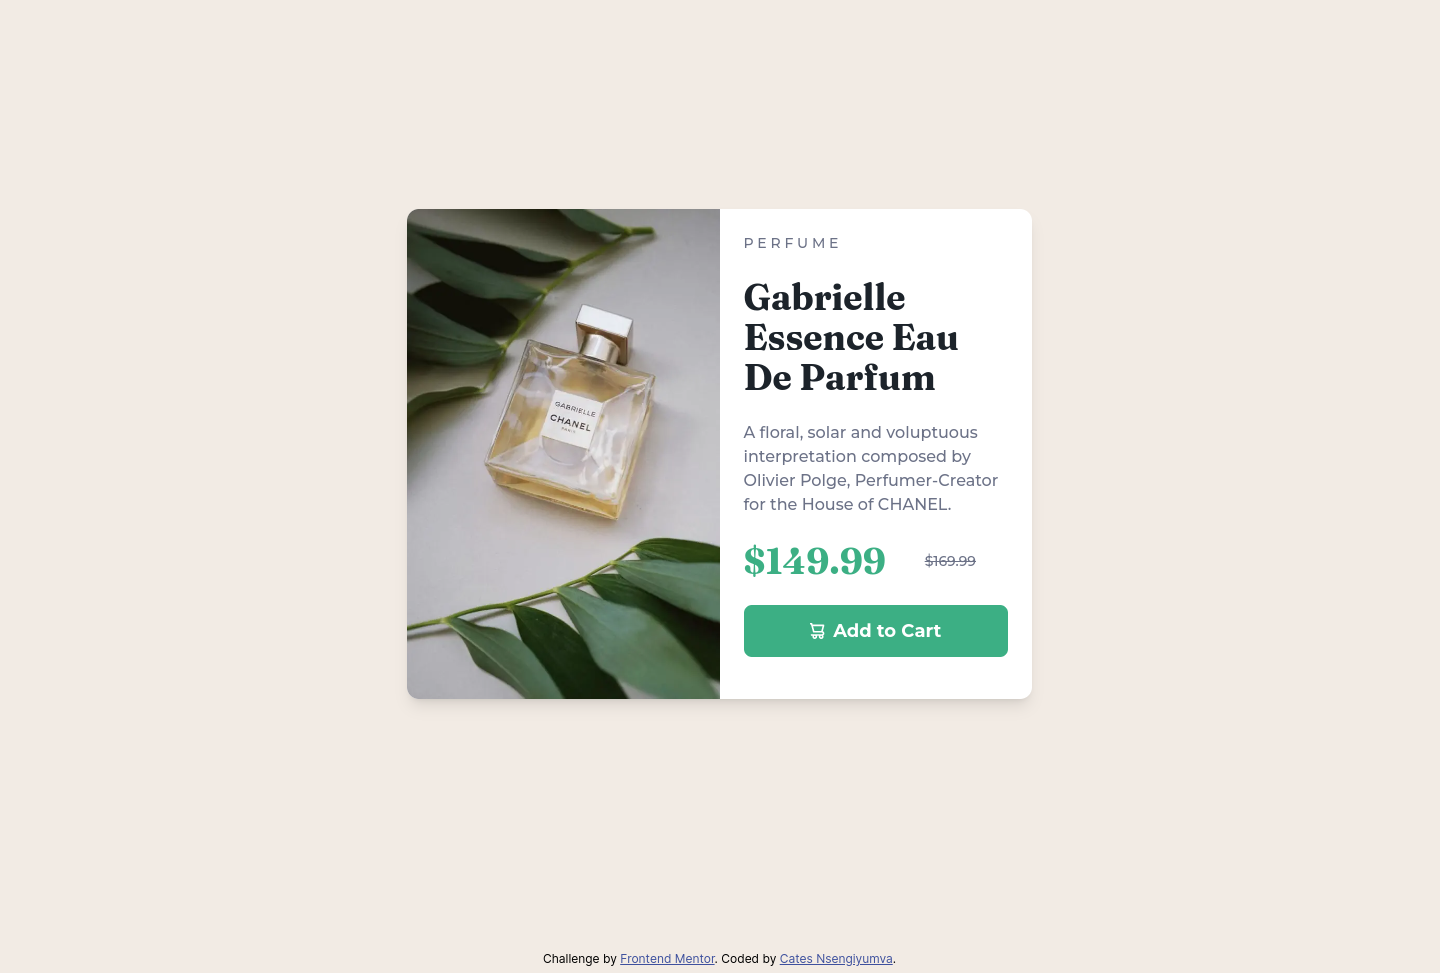 GABRIELLE
CHANEL
PARIS
PERFUME
Gabrielle
Essence Eau
De Parfum
A floral, solar and voluptuous
interpretation composed by
Olivier Polge, Perfumer-Creator
for the House of CHANEL.
$149.99 $169.99
Add to Cart
Challenge by Frontend Mentor. Coded by Cates Nsengiyumva.